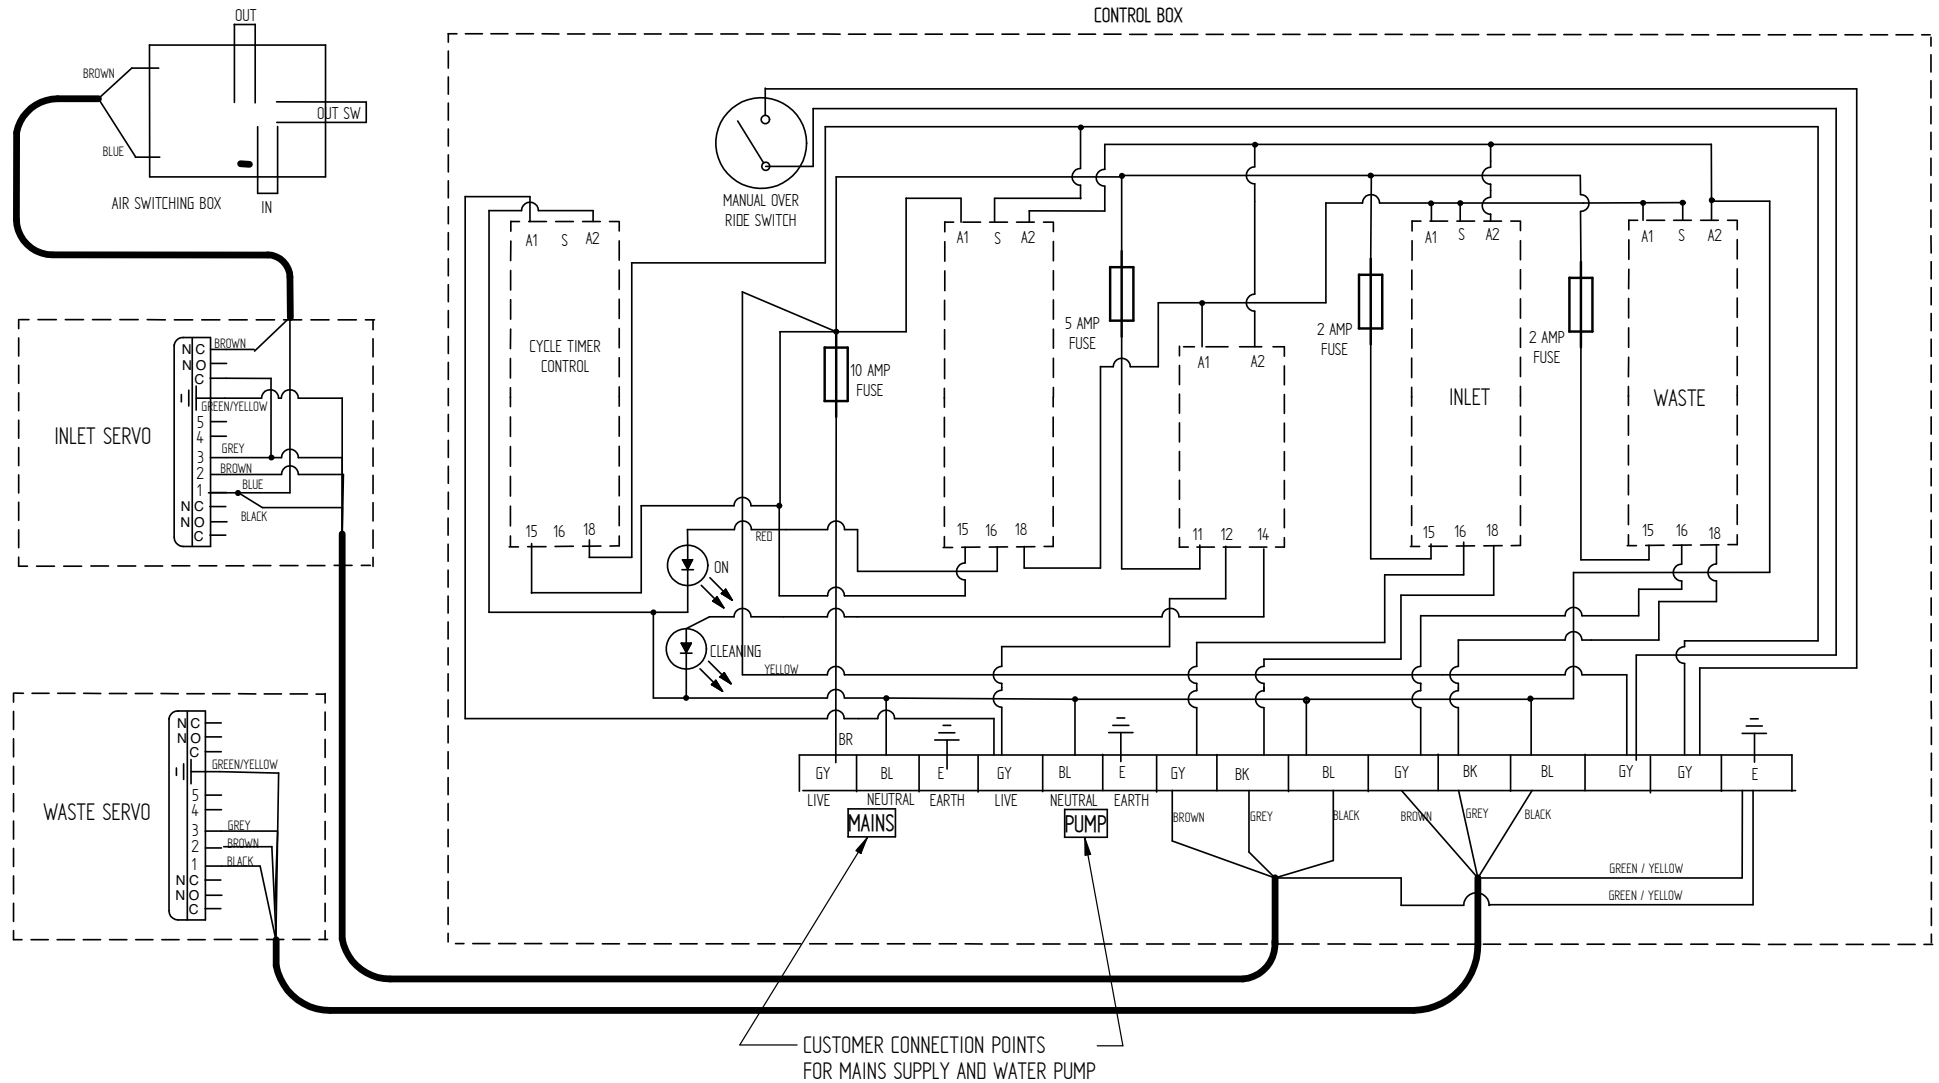 CONTROL BOX
OUT
BROWN
OUT SW
BLUE
AIR SWITCHING BOX
IN
MANUAL OVER
RIDE SWITCH
A1 S A2
A1 S A2
A1 S A2
A1 S A2
CYCLE TIMER
CONTROL
10 AMP
FUSE
5 AMP
FUSE
A1 A2
2 AMP
FUSE
2 AMP
FUSE
INLET
WASTE
15 16 18
15 16 18
11 12 14
15 16 18
15 16 18
RED
ON
CLEANING
YELLOW
BR
INLET SERVO
N C
N O
C
5
4
3
2
1
N C
N O
C
BROWN
GREEN/YELLOW
GREY
BROWN
BLUE
BLACK
WASTE SERVO
N C
N O
C
5
4
3
2
1
N C
N O
C
GREEN/YELLOW
GREY
BROWN
BLACK
GY BL E GY BL E GY BK BL GY BK BL GY GY E
LIVE NEUTRAL EARTH LIVE NEUTRAL EARTH
MAINS
PUMP
BROWN GREY BLACK BROWN GREY BLACK
GREEN / YELLOW
GREEN / YELLOW
CUSTOMER CONNECTION POINTS
FOR MAINS SUPPLY AND WATER PUMP